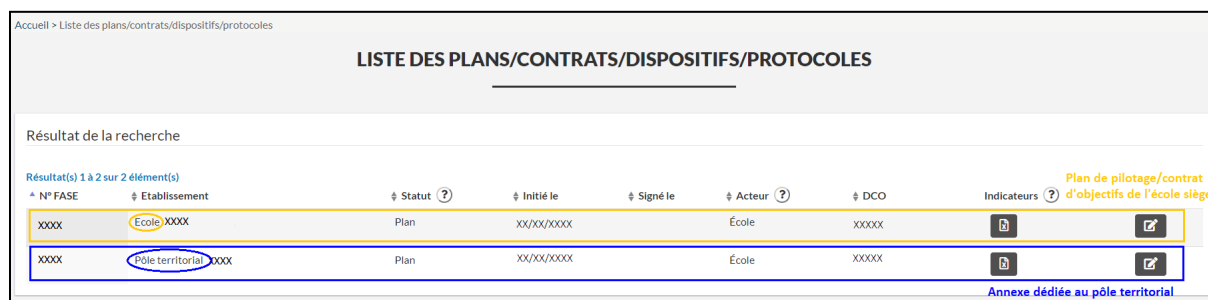 Accueil > Liste des plans/contrats/dispositifs/protocoles
LISTE DES PLANS/CONTRATS/DISPOSITIFS/PROTOCOLES
Résultat de la recherche
Résultat(s) 1 à 2 sur 2 élément(s)
Plan de pilotage/contrat d'objectifs de l'école siège
N° FASE Etablissement Statut ? Initié le Signé le Acteur ? DCO Indicateurs ?
XXXX Ecole XXXX Plan XX/XX/XXXX École XXXXX
XXXX Pôle territorial XXXX Plan XX/XX/XXXX École XXXXX
Annexe dédiée au pôle territorial